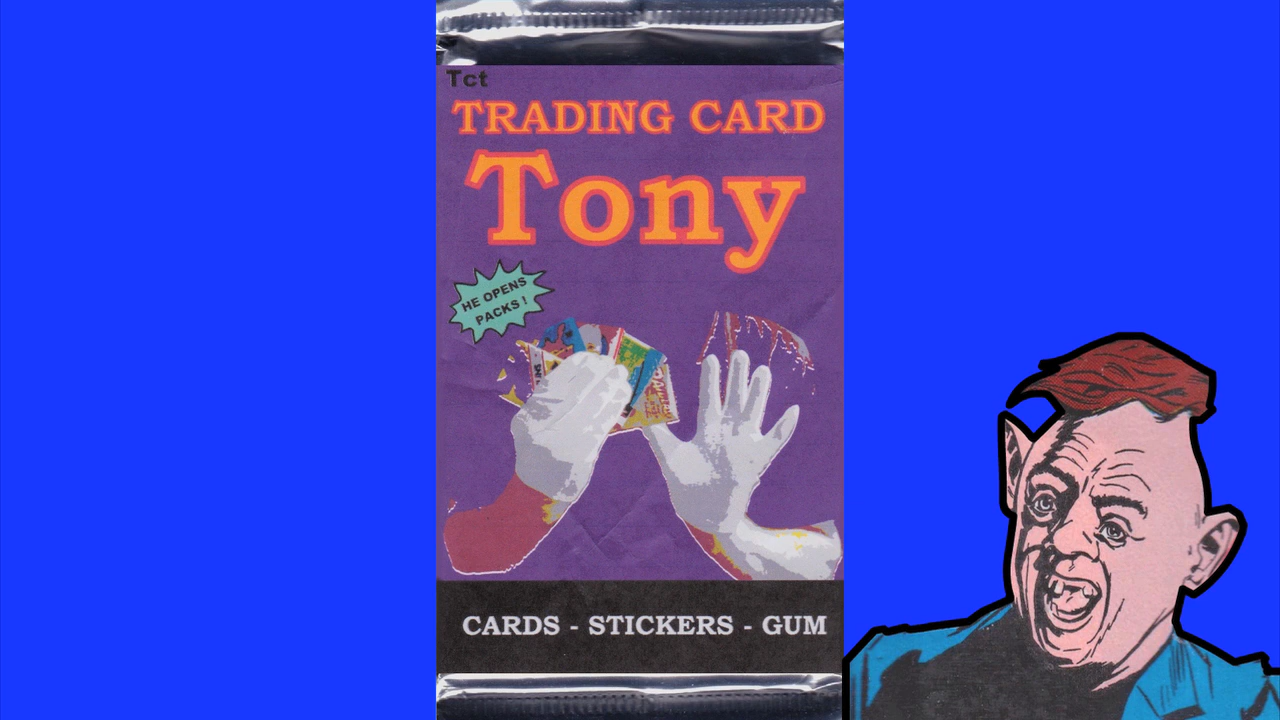 Tct
TRADING CARD
Tony
HE OPENS
PACKS!
CARDS - STICKERS - GUM